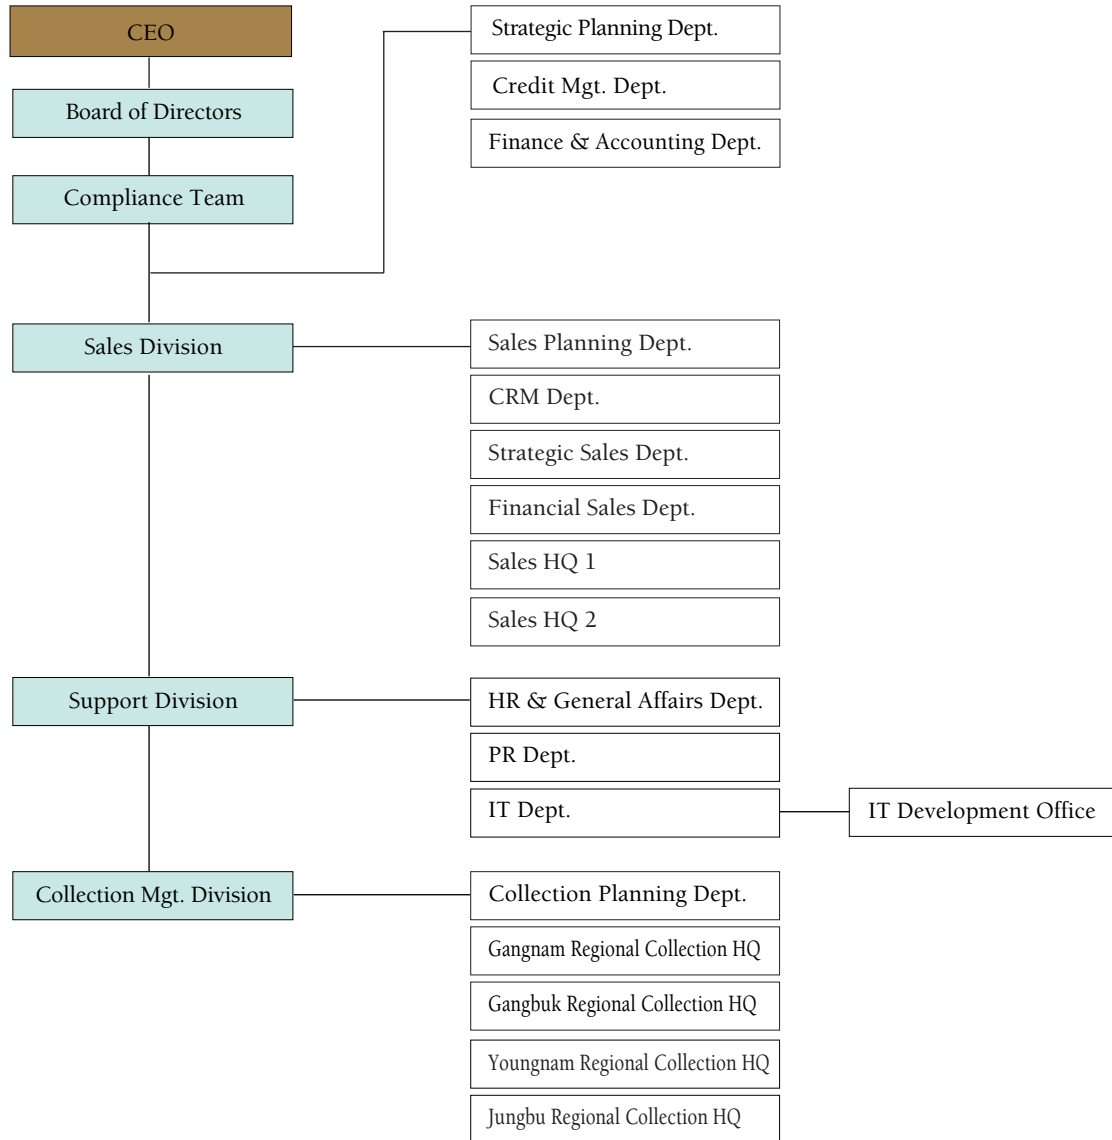 CEO
Board of Directors
Compliance Team
Strategic Planning Dept.
Credit Mgt. Dept.
Finance & Accounting Dept.
Sales Division
Sales Planning Dept.
CRM Dept.
Strategic Sales Dept.
Financial Sales Dept.
Sales HQ 1
Sales HQ 2
Support Division
HR & General Affairs Dept.
PR Dept.
IT Dept.
IT Development Office
Collection Mgt. Division
Collection Planning Dept.
Gangnam Regional Collection HQ
Gangbuk Regional Collection HQ
Youngnam Regional Collection HQ
Jungbu Regional Collection HQ